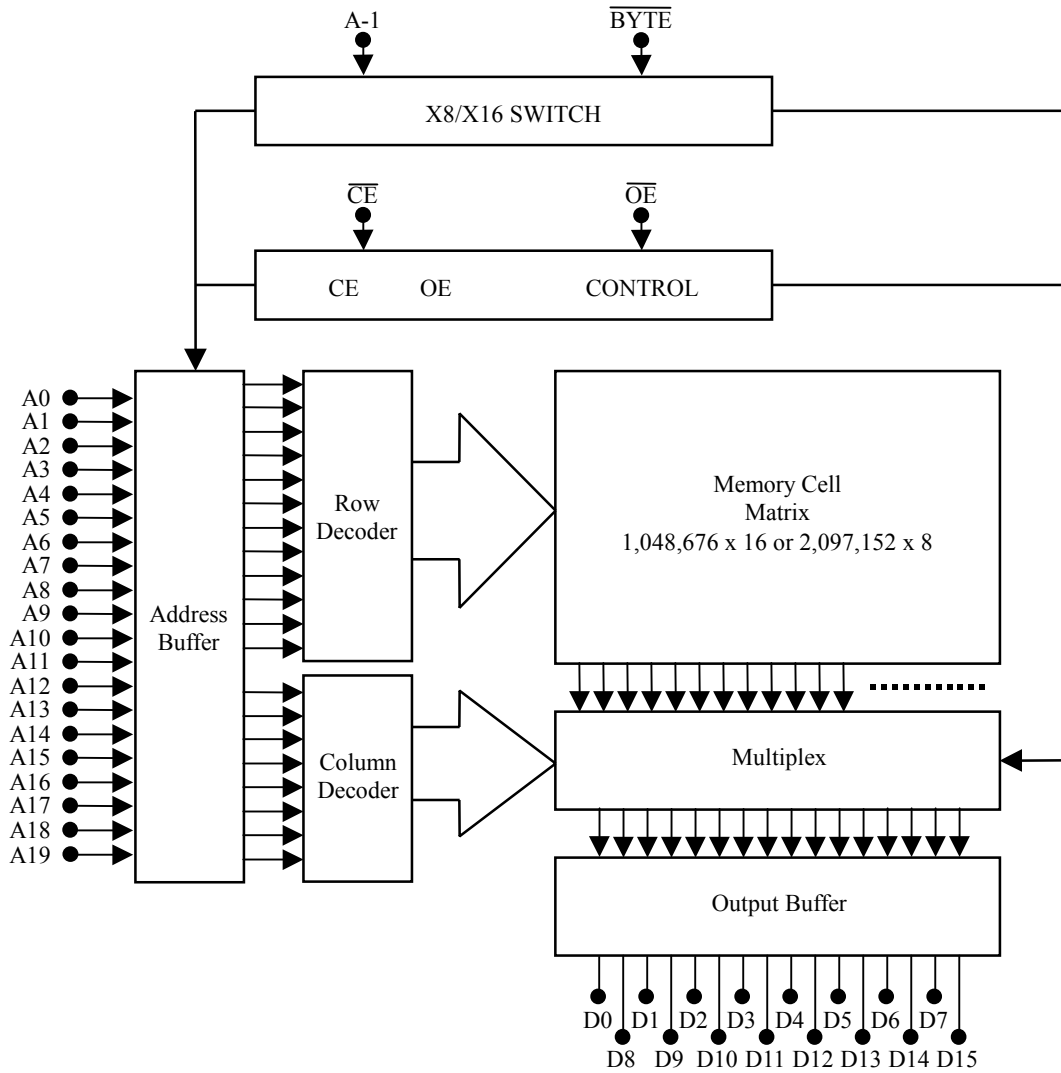 A-1 B̅Y̅T̅E̅
X8/X16 SWITCH
C̅E̅ O̅E̅
CE OE CONTROL
A0
A1
A2
A3
A4
A5
A6
A7
A8
A9
A10
A11
A12
A13
A14
A15
A16
A17
A18
A19
Address
Buffer
Row
Decoder
Column
Decoder
Memory Cell
Matrix
1,048,676 x 16 or 2,097,152 x 8
Multiplex
Output Buffer
D0 D1 D2 D3 D4 D5 D6 D7
D8 D9 D10 D11 D12 D13 D14 D15